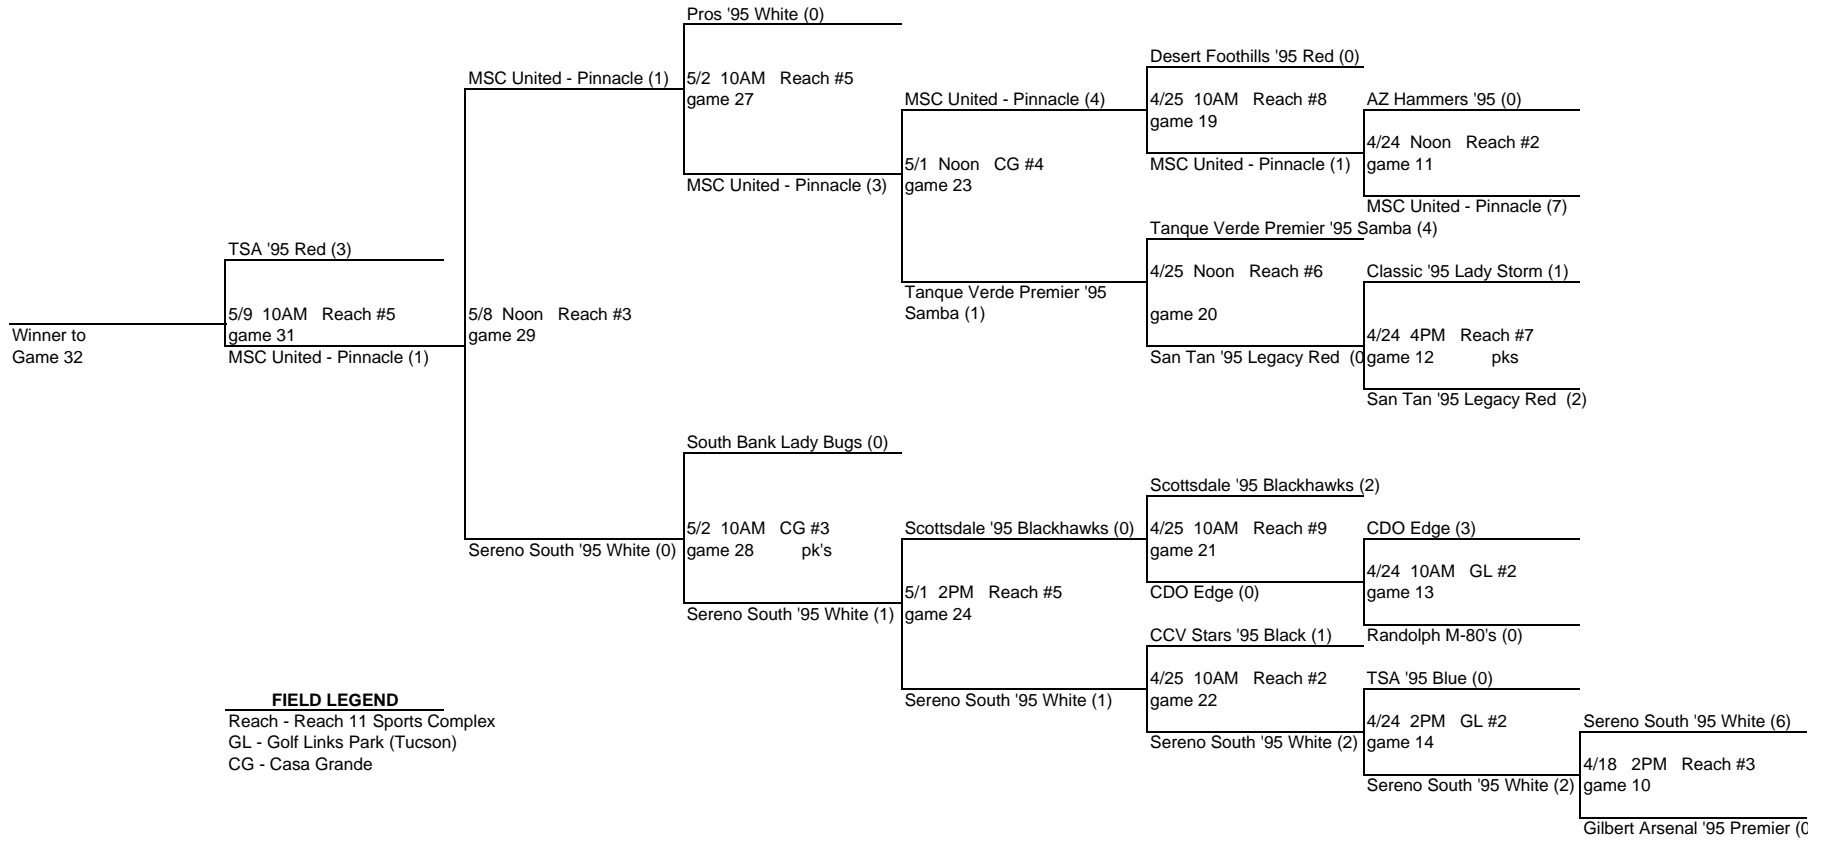 Pros '95 White (0)
Desert Foothills '95 Red (0)
MSC United - Pinnacle (1)
5/2 10AM Reach #5
game 27
MSC United - Pinnacle (4)
4/25 10AM Reach #8
game 19
AZ Hammers '95 (0)
4/24 Noon Reach #2
game 11
5/1 Noon CG #4
game 23
MSC United - Pinnacle (1)
MSC United - Pinnacle (3)
MSC United - Pinnacle (7)
Tanque Verde Premier '95 Samba (4)
TSA '95 Red (3)
4/25 Noon Reach #6
game 20
Classic '95 Lady Storm (1)
Tanque Verde Premier '95
Samba (1)
5/9 10AM Reach #5
game 31
5/8 Noon Reach #3
game 29
Winner to
Game 32
4/24 4PM Reach #7
game 12 pks
MSC United - Pinnacle (1)
San Tan '95 Legacy Red (0
San Tan '95 Legacy Red (2)
South Bank Lady Bugs (0)
Scottsdale '95 Blackhawks (2)
5/2 10AM CG #3
game 28 pk's
Scottsdale '95 Blackhawks (0)
4/25 10AM Reach #9
game 21
CDO Edge (3)
Sereno South '95 White (0)
4/24 10AM GL #2
game 13
CDO Edge (0)
5/1 2PM Reach #5
game 24
Sereno South '95 White (1)
CCV Stars '95 Black (1)
Randolph M-80's (0)
4/25 10AM Reach #2
game 22
TSA '95 Blue (0)
Sereno South '95 White (1)
4/24 2PM GL #2
game 14
Sereno South '95 White (6)
Sereno South '95 White (2)
4/18 2PM Reach #3
game 10
Sereno South '95 White (2)
Gilbert Arsenal '95 Premier (0
FIELD LEGEND
Reach - Reach 11 Sports Complex
GL - Golf Links Park (Tucson)
CG - Casa Grande